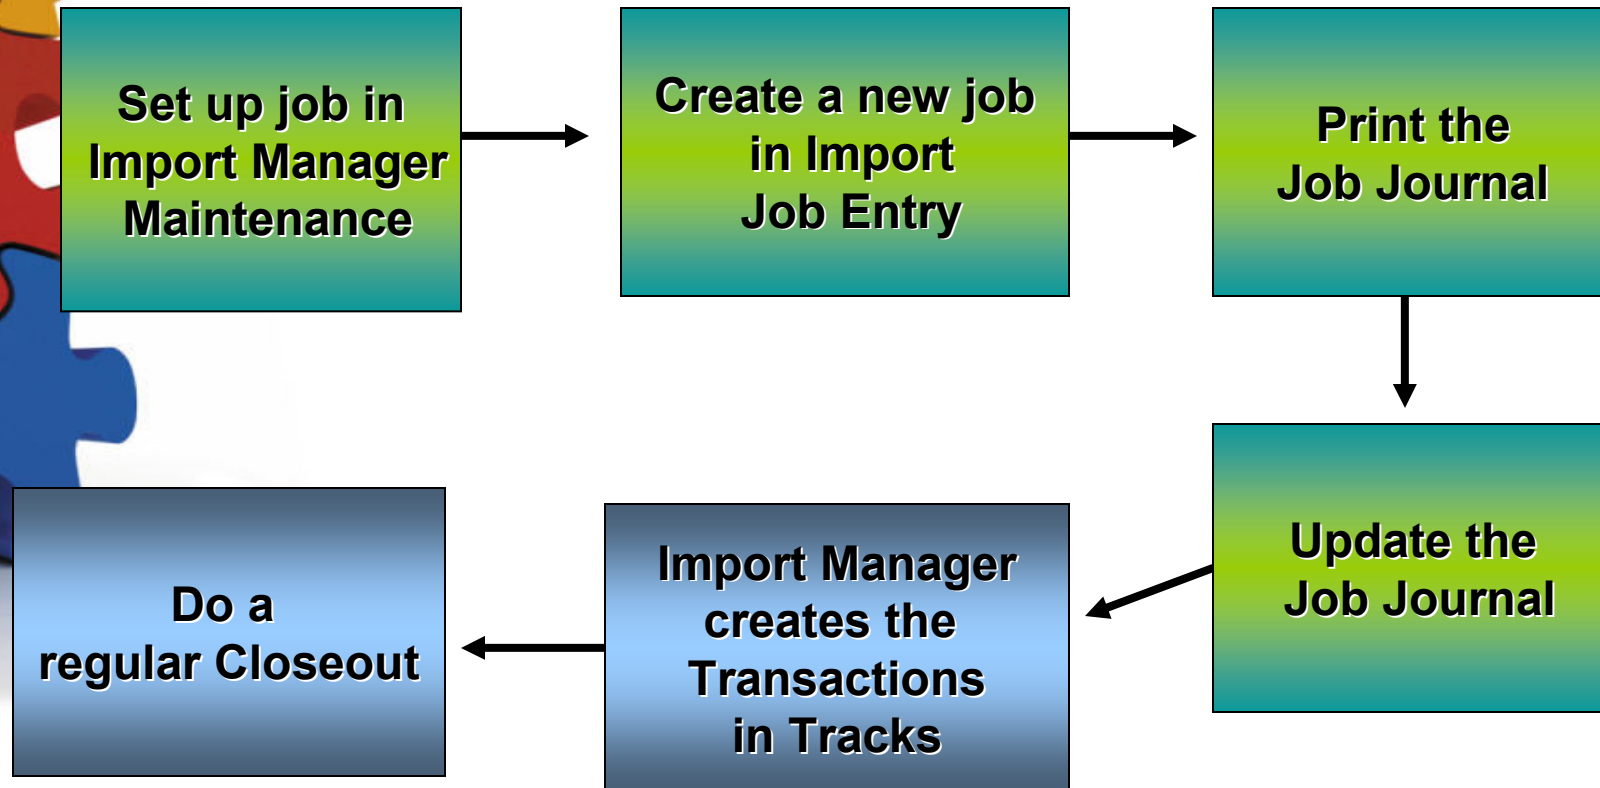 Set up job in
Import Manager
Maintenance
Create a new job
in Import
Job Entry
Print the
Job Journal
Update the
Job Journal
Import Manager
creates the
Transactions
in Tracks
Do a
regular Closeout